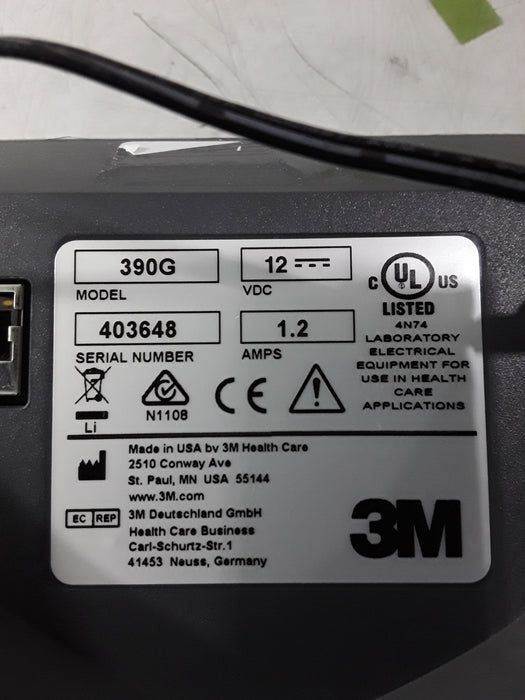 390G
MODEL
12
VDC
403648
SERIAL NUMBER
1.2
AMPS
C UL US
LISTED
4N74
LABORATORY
ELECTRICAL
EQUIPMENT FOR
USE IN HEALTH
CARE
APPLICATIONS
Li
N1108
CE
Made in USA by 3M Health Care
2510 Conway Ave
St. Paul, MN USA 55144
www.3M.com
EC REP
3M Deutschland GmbH
Health Care Business
Carl-Schurtz-Str.1
41453 Neuss, Germany
3M